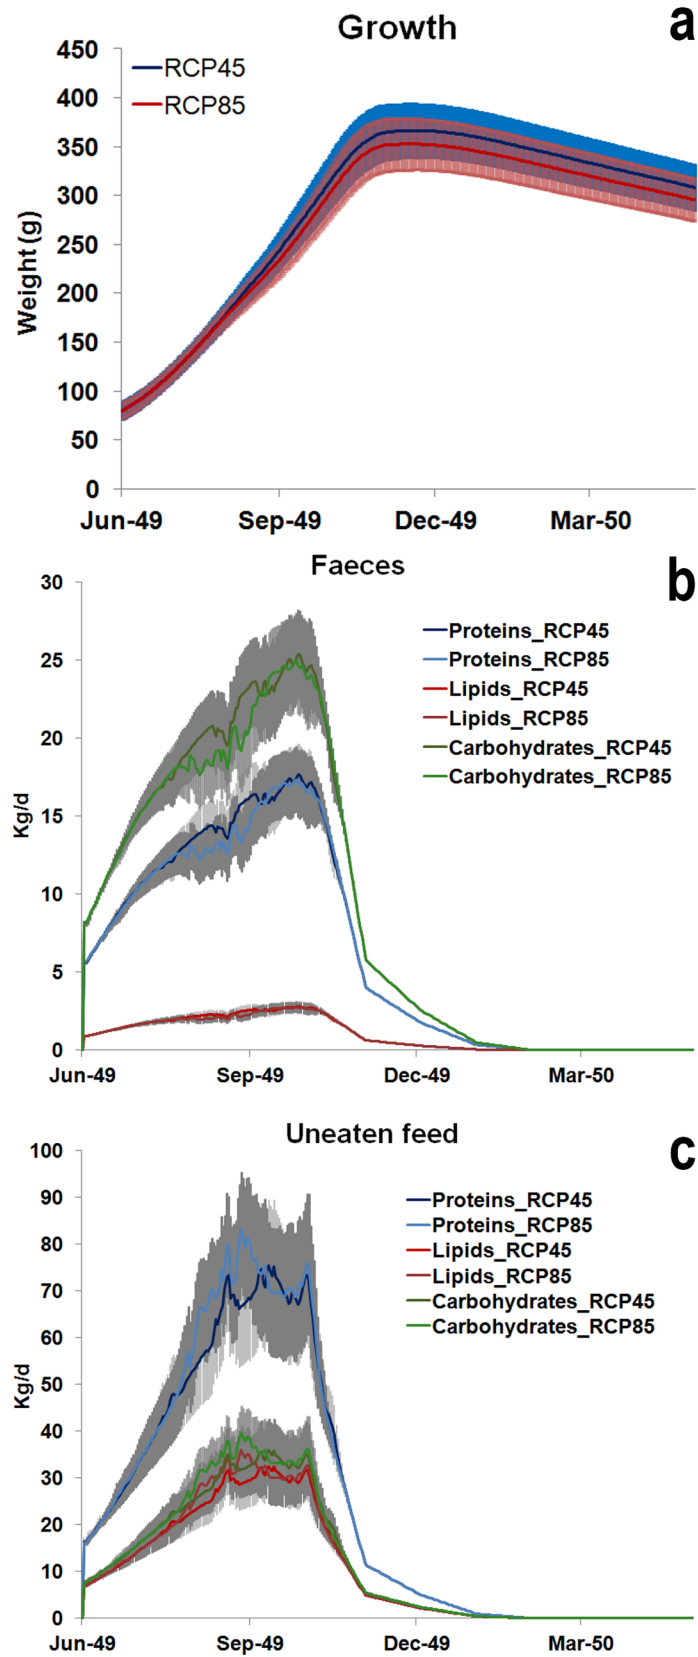 Growth
a
450
400
350
300
250
200
150
100
50
0
Weight (g)
RCP45
RCP85
Jun-49 Sep-49 Dec-49 Mar-50
Faeces
b
30
25
20
15
10
5
0
Kg/d
Proteins_RCP45
Proteins_RCP85
Lipids_RCP45
Lipids_RCP85
Carbohydrates_RCP45
Carbohydrates_RCP85
Jun-49 Sep-49 Dec-49 Mar-50
Uneaten feed
c
100
90
80
70
60
50
40
30
20
10
0
Kg/d
Proteins_RCP45
Proteins_RCP85
Lipids_RCP45
Lipids_RCP85
Carbohydrates_RCP45
Carbohydrates_RCP85
Jun-49 Sep-49 Dec-49 Mar-50